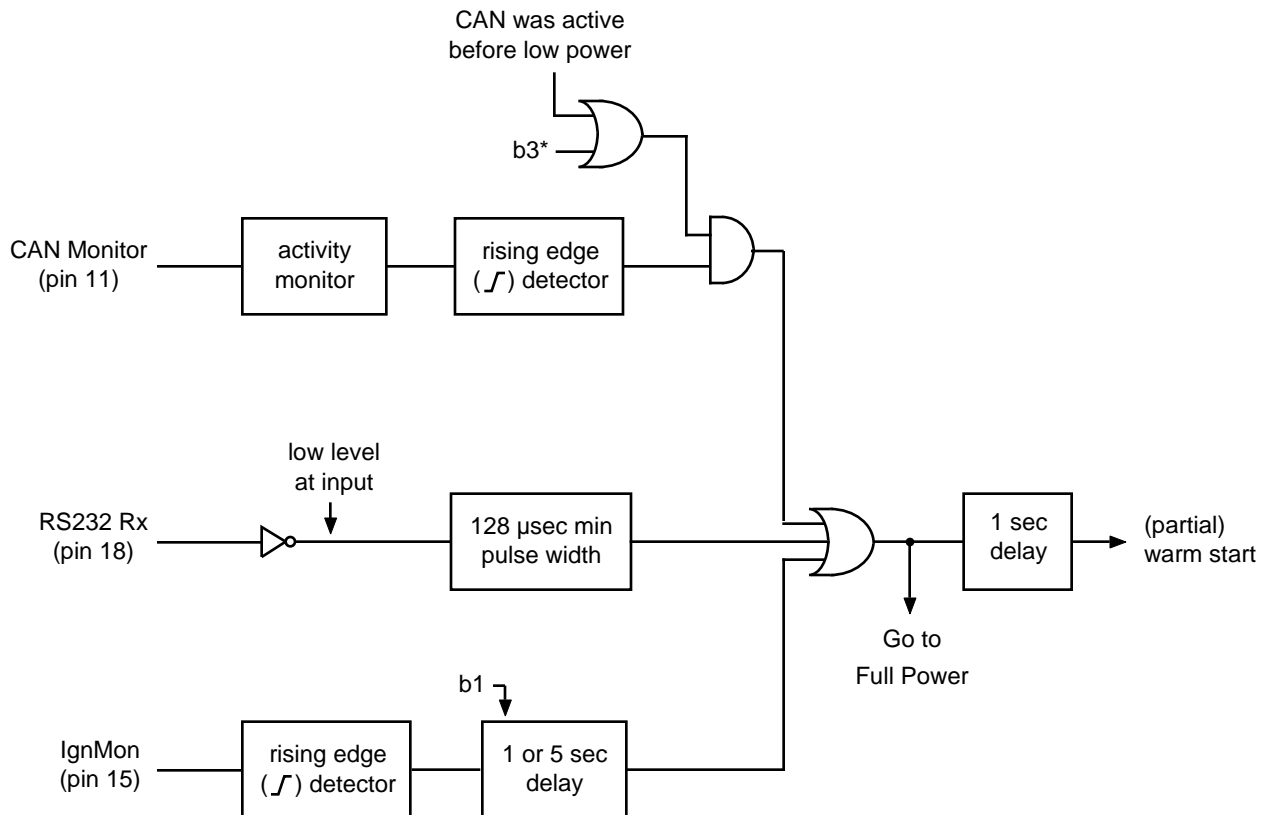 CAN was active
before low power
b3*
CAN Monitor
(pin 11)
activity
monitor
rising edge
( ) detector
low level
at input
RS232 Rx
(pin 18)
128 µsec min
pulse width
1 sec
delay
(partial)
warm start
Go to
Full Power
b1
IgnMon
(pin 15)
rising edge
( ) detector
1 or 5 sec
delay